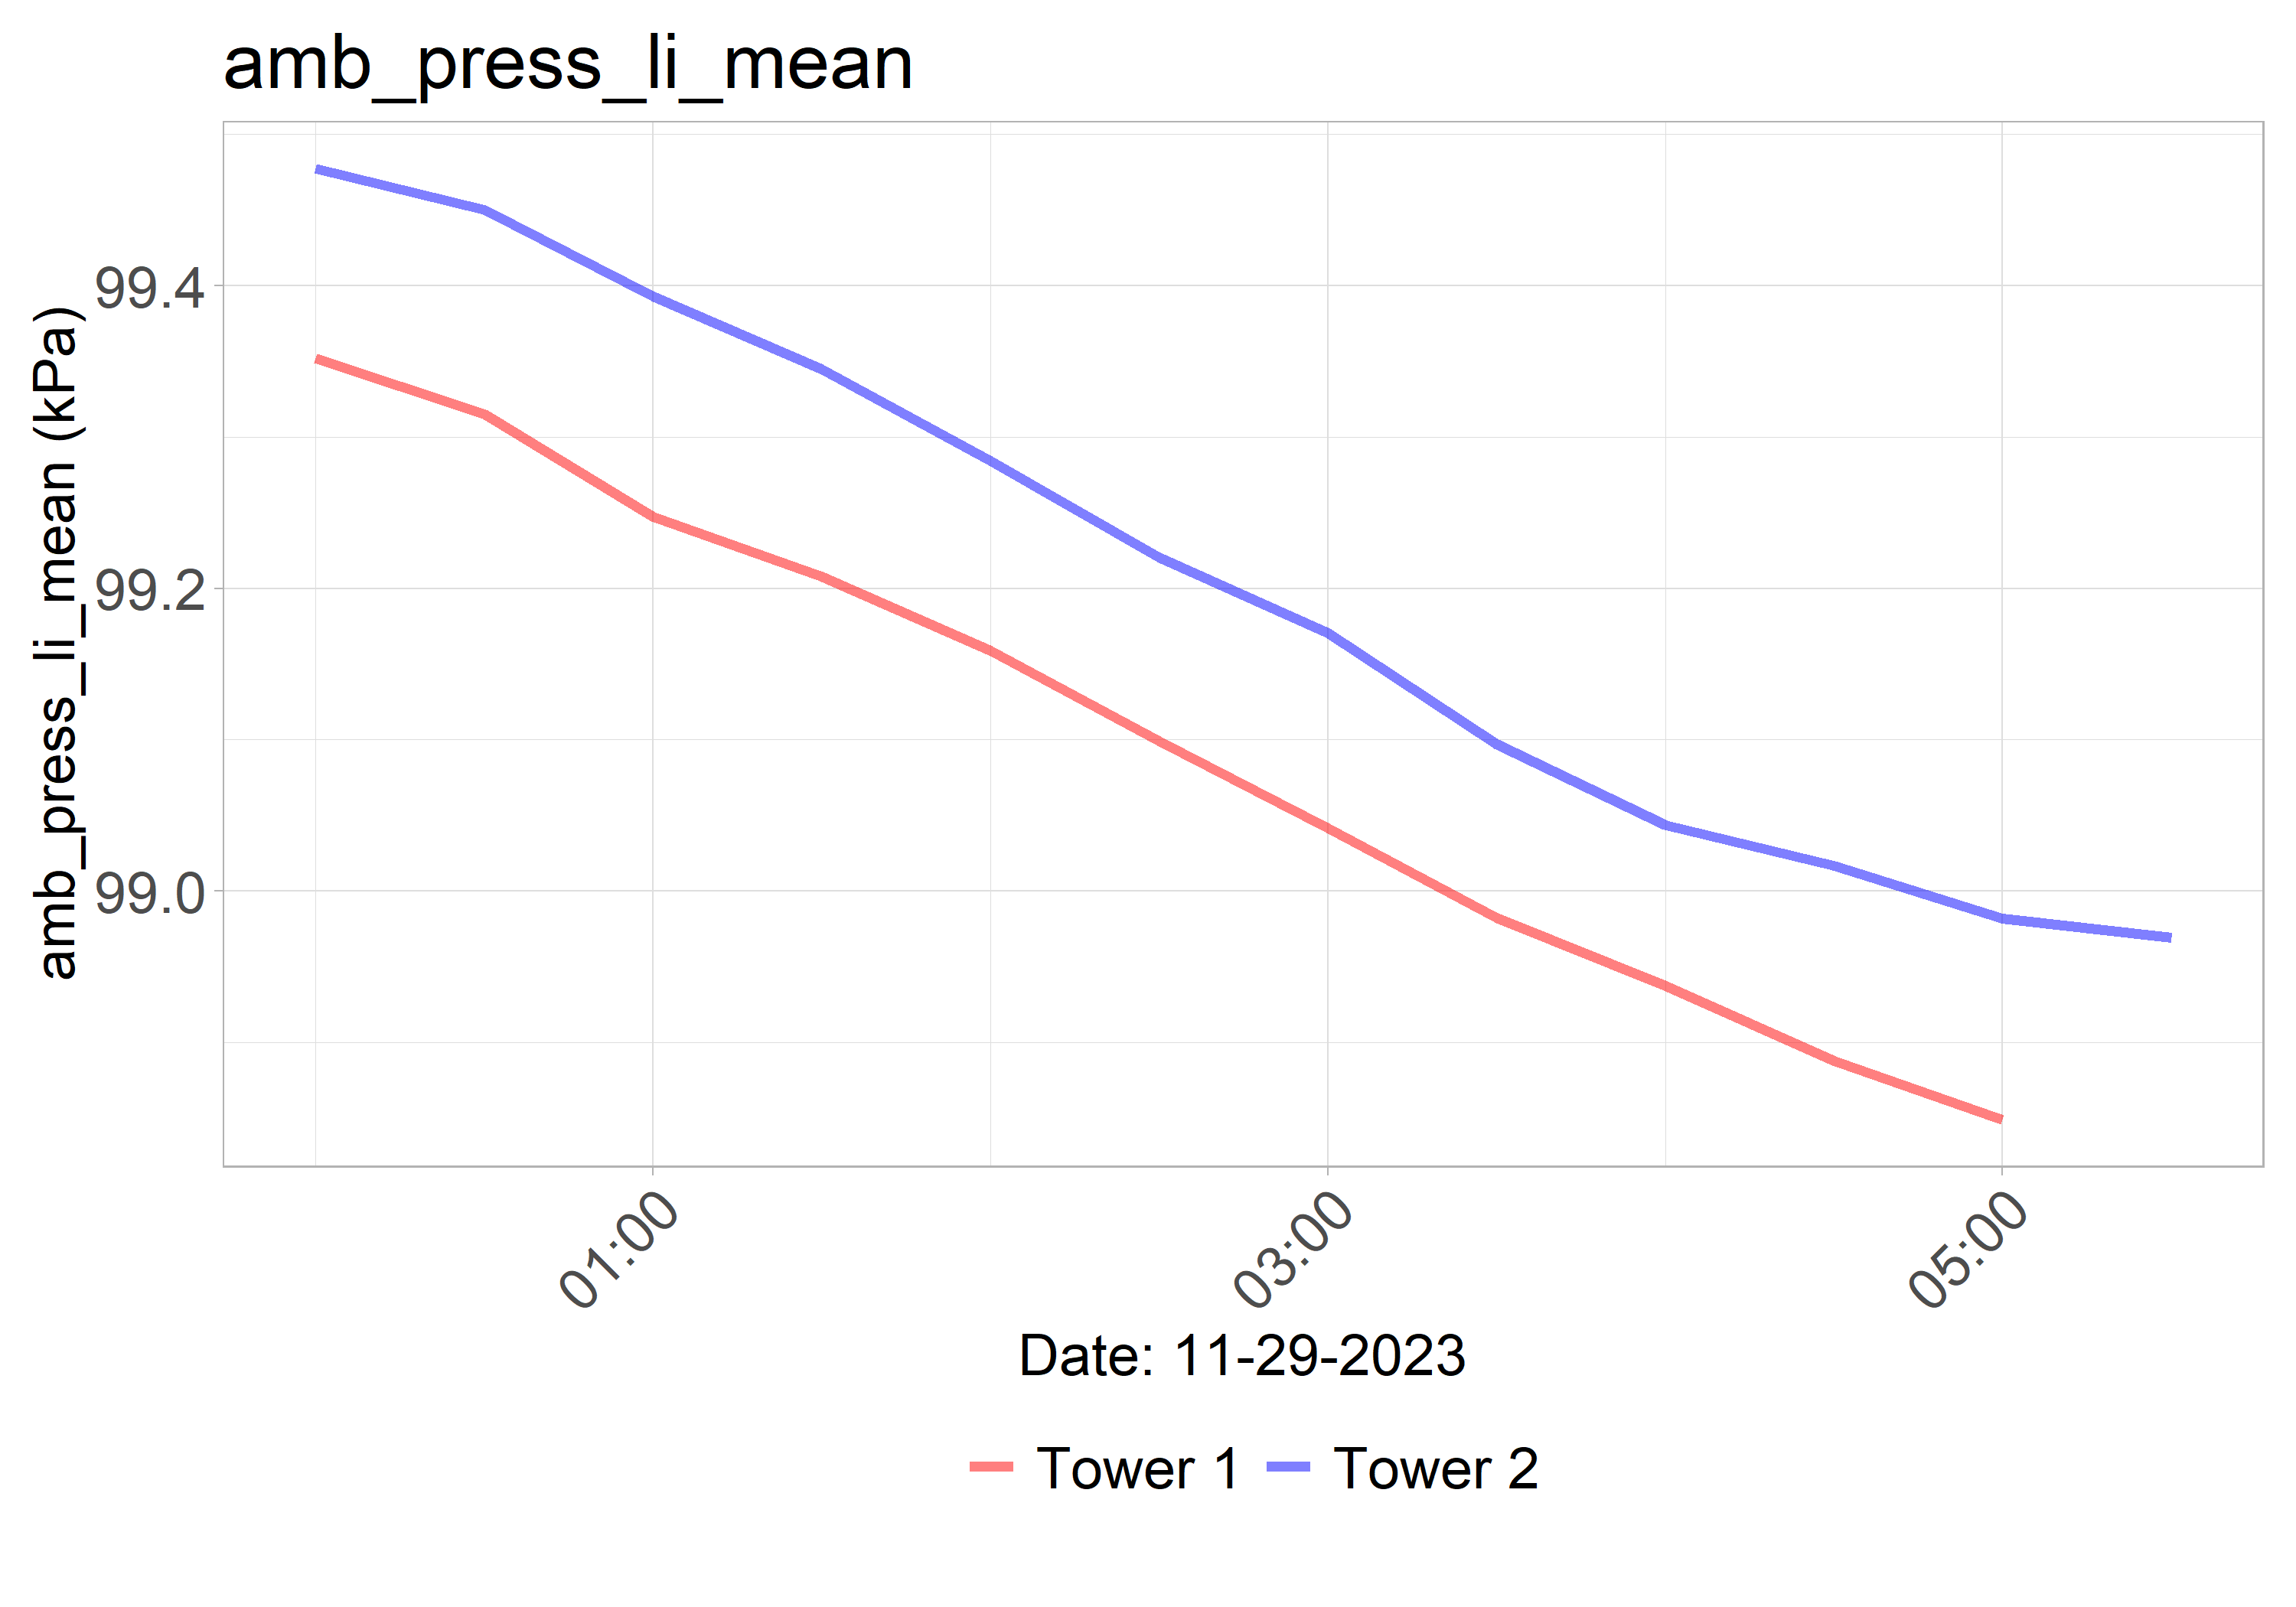 amb_press_li_mean
amb_press_li_mean (kPa)
99.4
99.2
99.0
01:00
03:00
05:00
Date: 11-29-2023
Tower 1
Tower 2